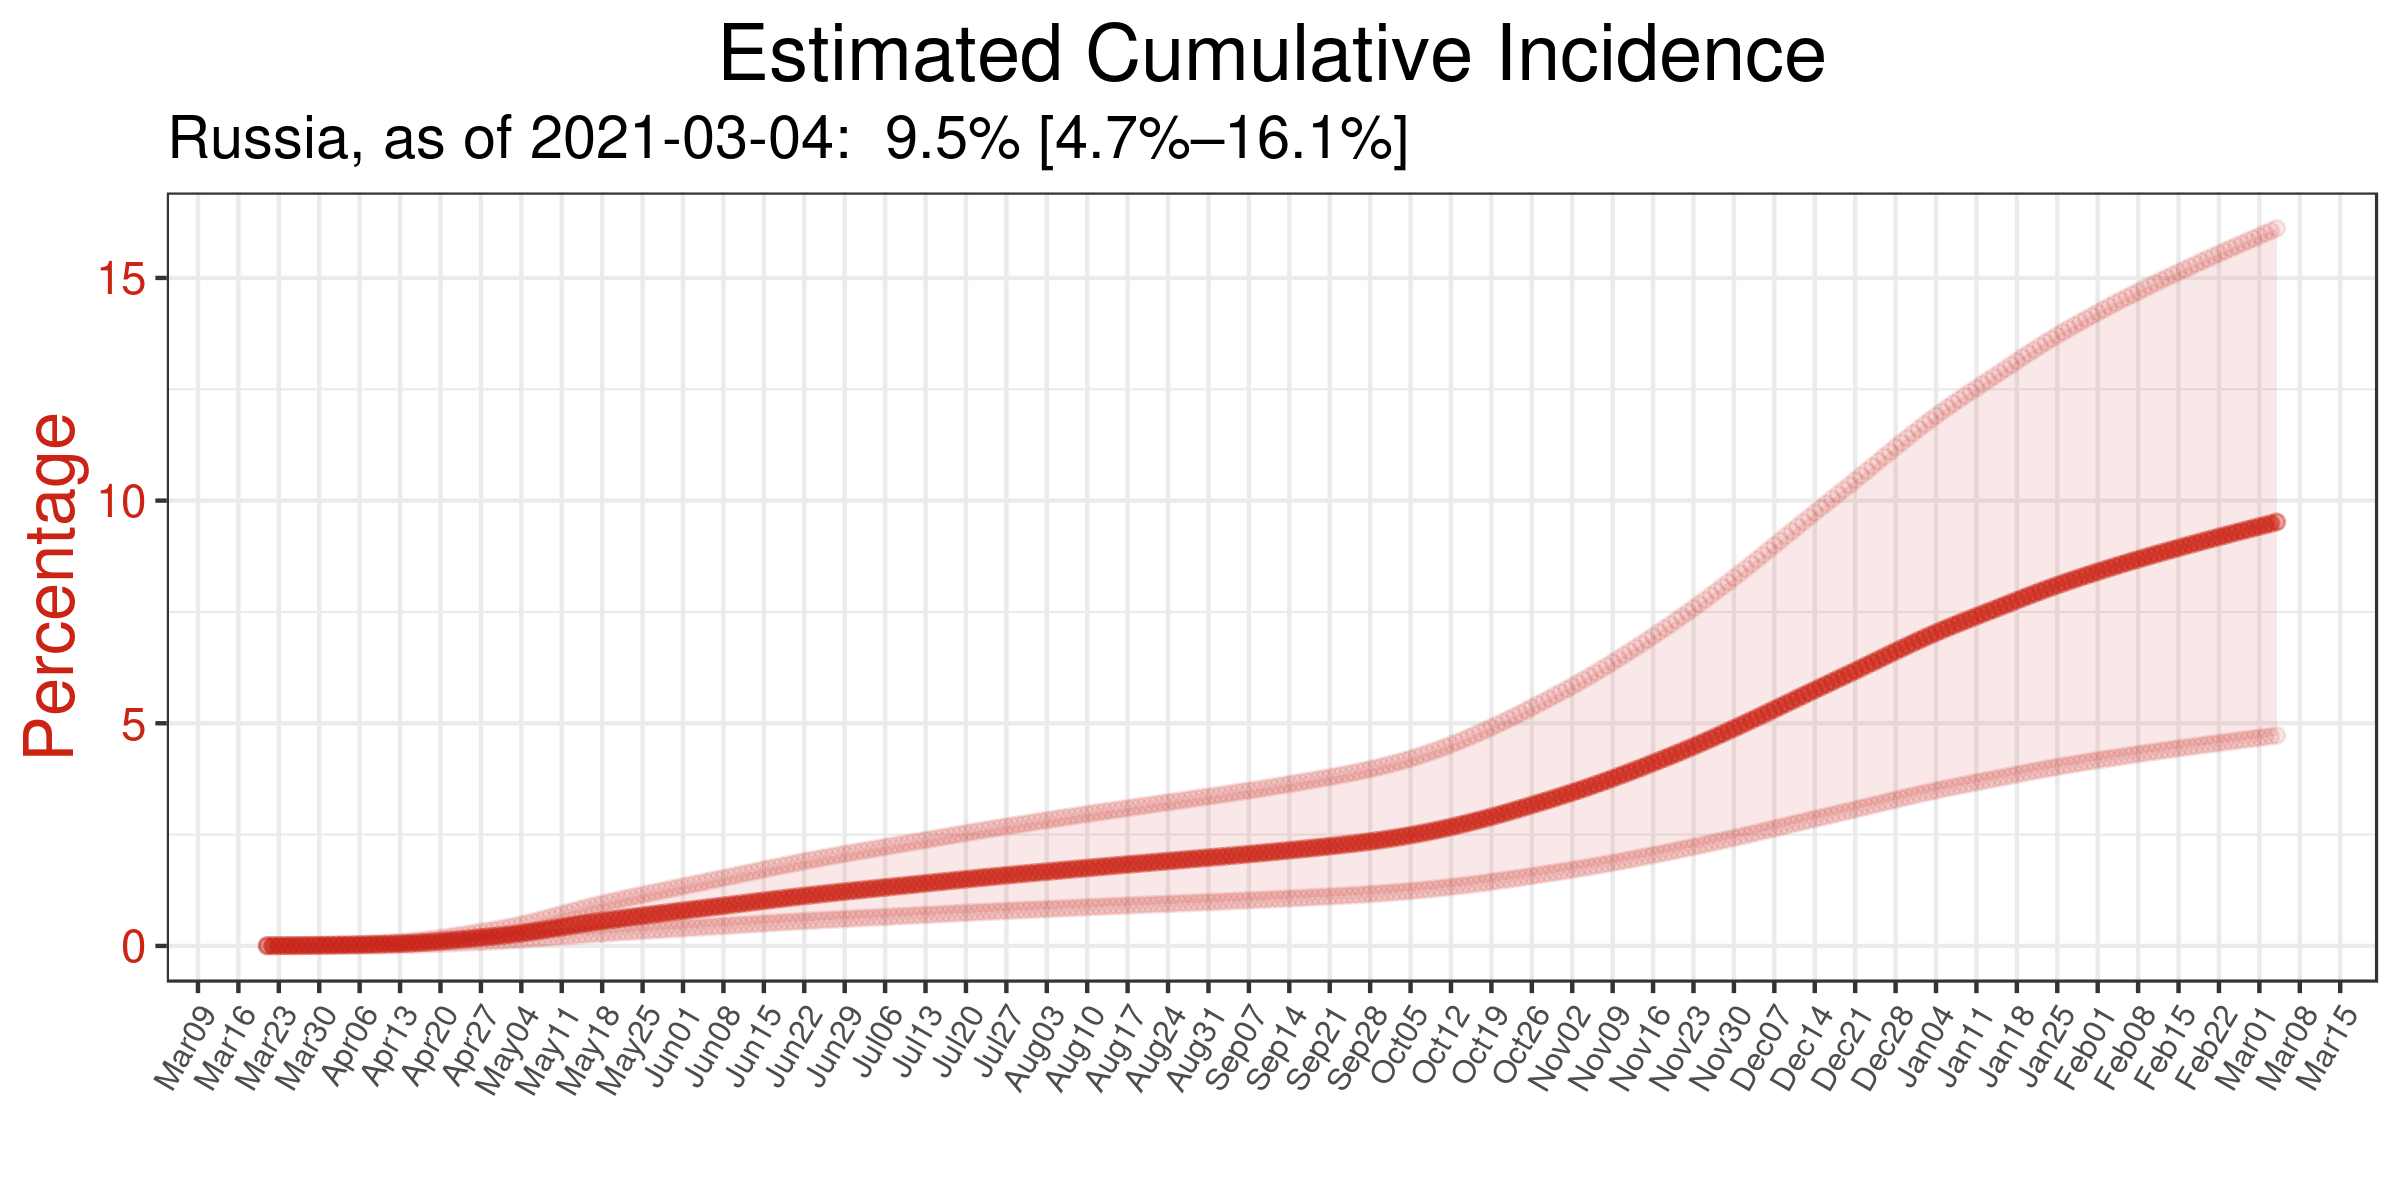 Estimated Cumulative Incidence
Russia, as of 2021-03-04:  9.5% [4.7%–16.1%]
Percentage
15
10
5
0
Mar09
Mar16
Mar23
Mar30
Apr06
Apr13
Apr20
Apr27
May04
May11
May18
May25
Jun01
Jun08
Jun15
Jun22
Jun29
Jul06
Jul13
Jul20
Jul27
Aug03
Aug10
Aug17
Aug24
Aug31
Sep07
Sep14
Sep21
Sep28
Oct05
Oct12
Oct19
Oct26
Nov02
Nov09
Nov16
Nov23
Nov30
Dec07
Dec14
Dec21
Dec28
Jan04
Jan11
Jan18
Jan25
Feb01
Feb08
Feb15
Feb22
Mar01
Mar08
Mar15